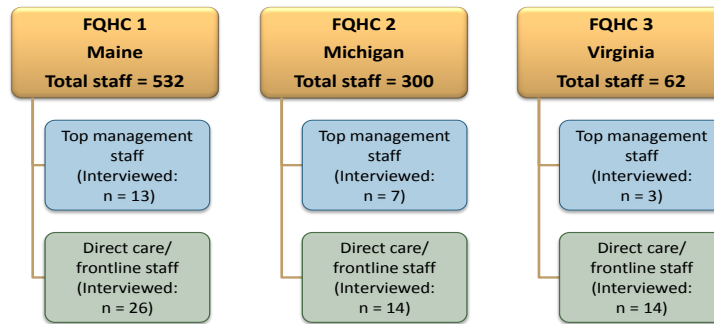 FQHC 1
Maine
Total staff = 532
Top management
staff
(Interviewed:
n = 13)
Direct care/
frontline staff
(Interviewed:
n = 26)
FQHC 2
Michigan
Total staff = 300
Top management
staff
(Interviewed:
n = 7)
Direct care/
frontline staff
(Interviewed:
n = 14)
FQHC 3
Virginia
Total staff = 62
Top management
staff
(Interviewed:
n = 3)
Direct care/
frontline staff
(Interviewed:
n = 14)